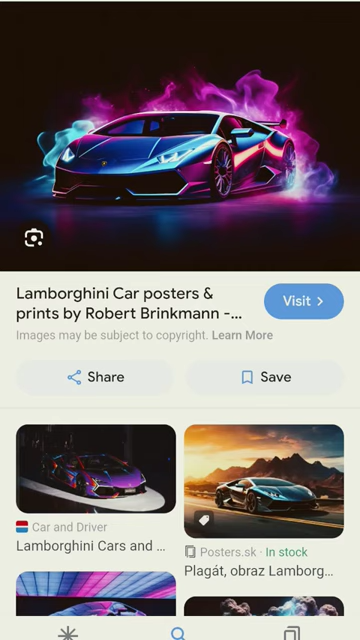 Lamborghini Car posters &
prints by Robert Brinkmann -...
Visit
Images may be subject to copyright. Learn More
Share
Save
Car and Driver
Lamborghini Cars and ...
Posters.sk · In stock
Plagát, obraz Lamborg...